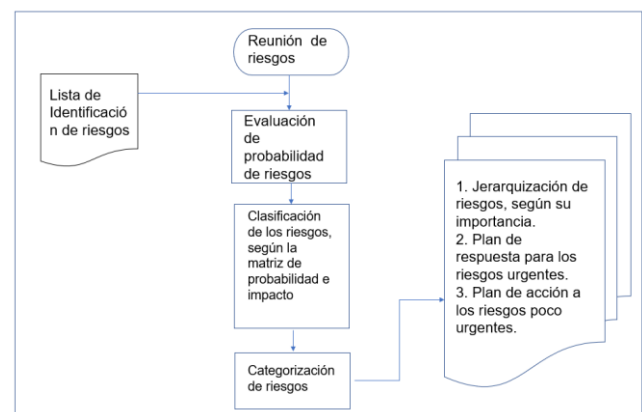 Reunión de
riesgos
Lista de
Identificació
n de riesgos
Evaluación
de
probabilidad
de riesgos
Clasificación
de los riesgos,
según la
matriz de
probabilidad e
impacto
Categorización
de riesgos
1. Jerarquización de
riesgos, según su
importancia.
2. Plan de
respuesta para los
riesgos urgentes.
3. Plan de acción a
los riesgos poco
urgentes.